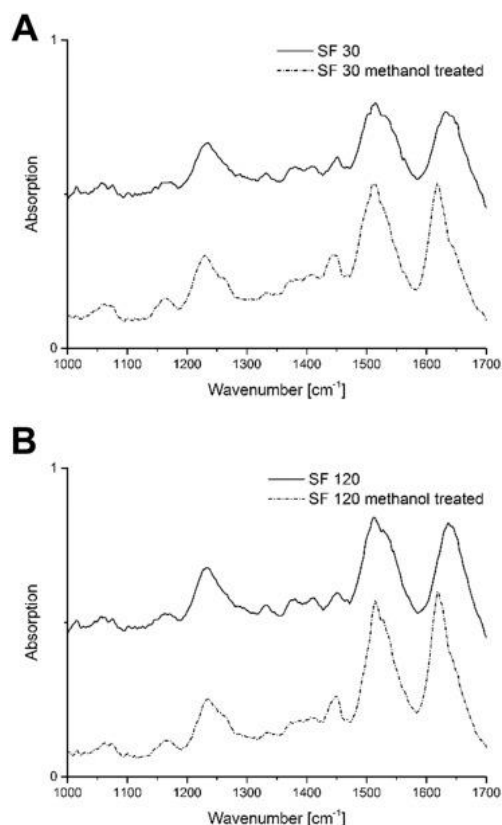 A
1
SF 30
SF 30 methanol treated
Absorption
0
1000 1100 1200 1300 1400 1500 1600 1700
Wavenumber [cm⁻¹]
B
1
SF 120
SF 120 methanol treated
Absorption
0
1000 1100 1200 1300 1400 1500 1600 1700
Wavenumber [cm⁻¹]